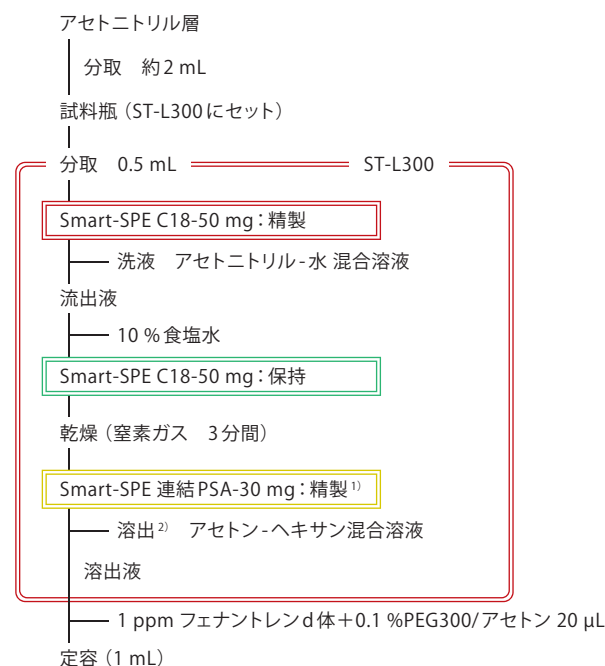 アセトニトリル層
分取　約2 mL
試料瓶（ST-L300にセット）
分取　0.5 mL　ST-L300
Smart-SPE C18-50 mg：精製
洗液　アセトニトリル-水 混合溶液
流出液
10 %食塩水
Smart-SPE C18-50 mg：保持
乾燥（窒素ガス　3分間）
Smart-SPE 連結PSA-30 mg：精製 1)
溶出2)　アセトン-ヘキサン混合溶液
溶出液
1 ppm フェナントレンd体＋0.1 %PEG300/アセトン 20 μL
定容（1 mL）